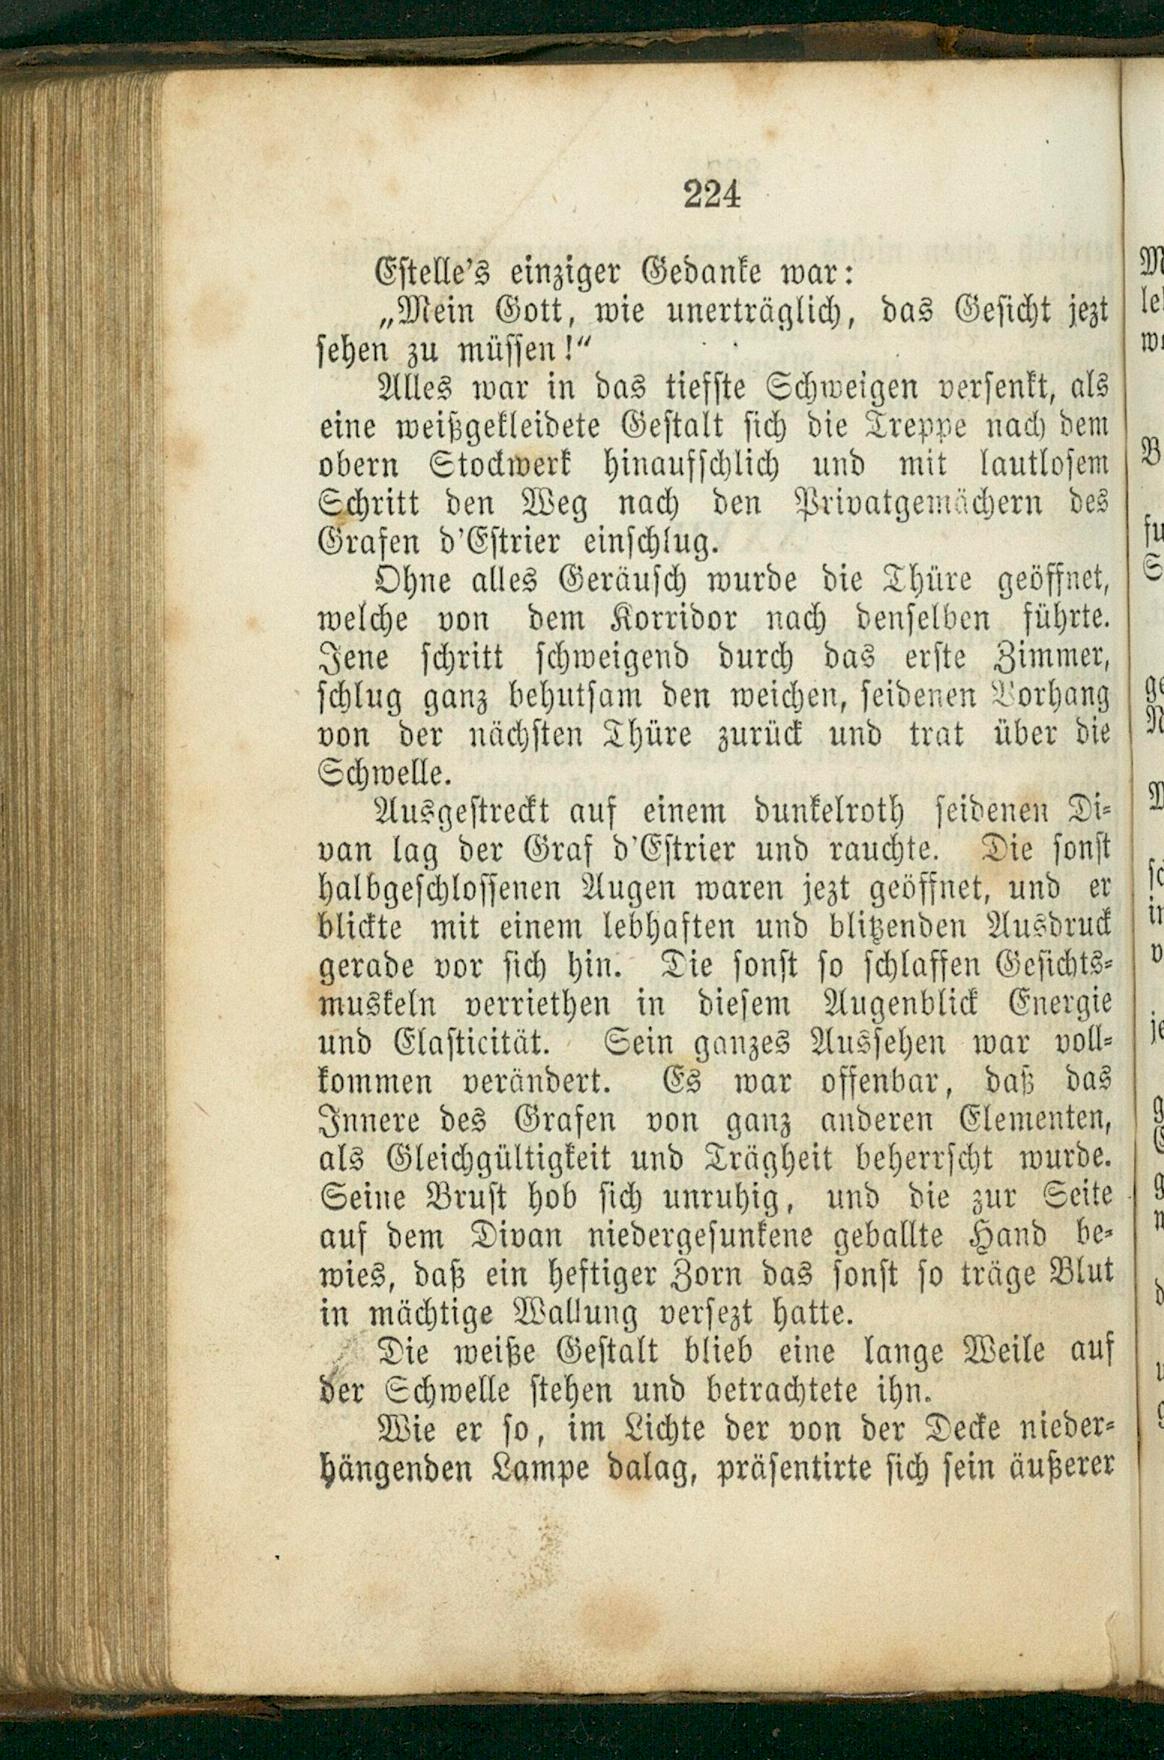 224
Estelle's einziger Gedanke war:
„Mein Gott, wie unerträglich, das Gesicht jezt
sehen zu müssen!“
Alles war in das tiefste Schweigen versenkt, als
eine weißgekleidete Gestalt sich die Treppe nach dem
obern Stockwerk hinaufschlich und mit lautlosem
Schritt den Weg nach den Privatgemächern des
Grafen d'Estrier einschlug.
Ohne alles Geräusch wurde die Thüre geöffnet,
welche von dem Korridor nach denselben führte.
Jene schritt schweigend durch das erste Zimmer,
schlug ganz behutsam den weichen, seidenen Vorhang
von der nächsten Thüre zurück und trat über die
Schwelle.
Ausgestreckt auf einem dunkelroth seidenen Di-
van lag der Graf d'Estrier und rauchte. Die sonst
halbgeschlossenen Augen waren jezt geöffnet, und er
blickte mit einem lebhaften und blitzenden Ausdruck
gerade vor sich hin. Die sonst so schlaffen Gesichts-
muskeln verriethen in diesem Augenblick Energie
und Elasticität. Sein ganzes Aussehen war voll-
kommen verändert. Es war offenbar, daß das
Innere des Grafen von ganz anderen Elementen,
als Gleichgültigkeit und Trägheit beherrscht wurde.
Seine Brust hob sich unruhig, und die zur Seite
auf dem Divan niedergesunkene geballte Hand be-
wies, daß ein heftiger Zorn das sonst so träge Blut
in mächtige Wallung versezt hatte.
Die weiße Gestalt blieb eine lange Weile auf
der Schwelle stehen und betrachtete ihn.
Wie er so, im Lichte der von der Decke nieder-
hängenden Lampe dalag, präsentirte sich sein äußerer